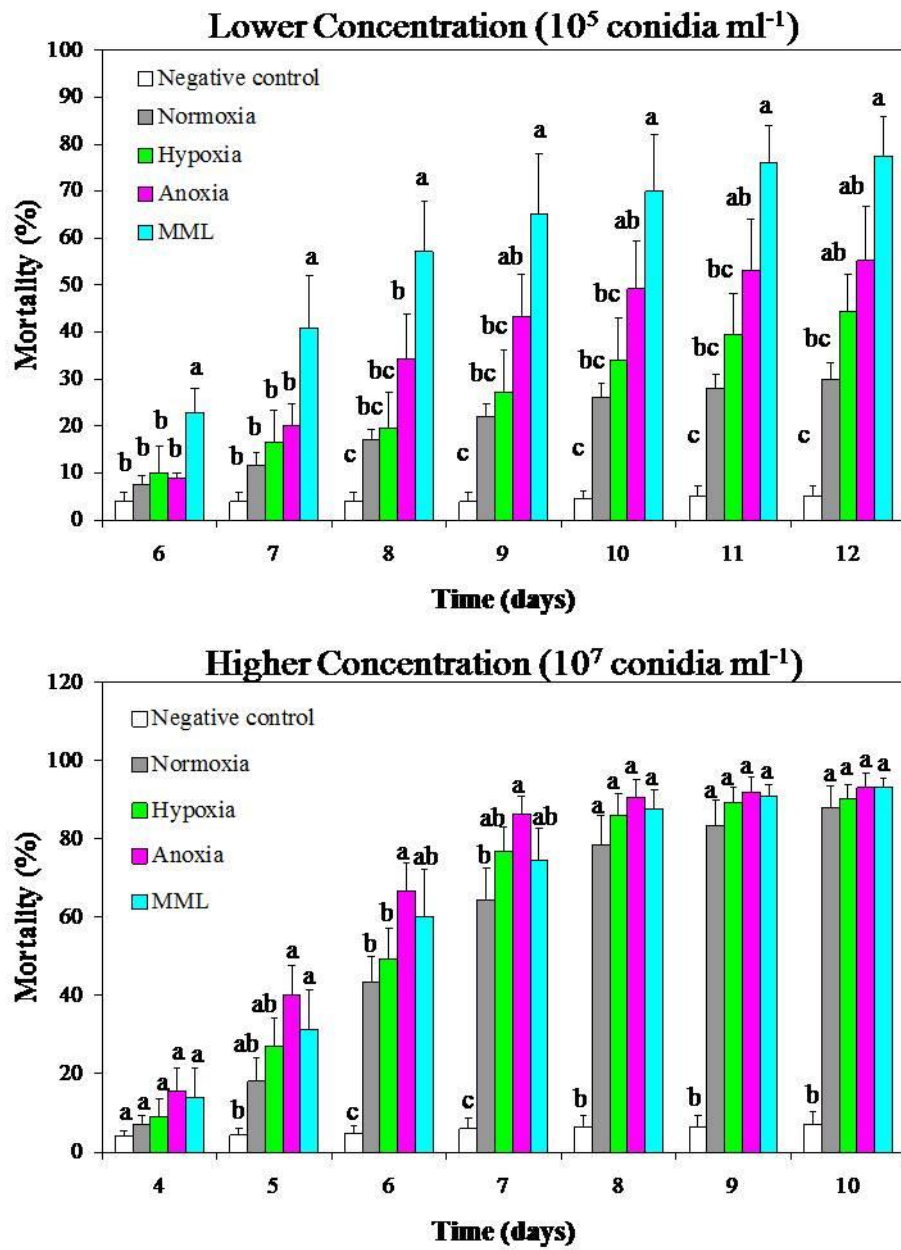 Lower Concentration (10⁵ conidia ml⁻¹)
Mortality (%)
100
90
80
70
60
50
40
30
20
10
0
Negative control
Normoxia
Hypoxia
Anoxia
MML
b b b b a
b b b b a
c bc bc b a
c bc bc ab a
c bc bc ab a
c bc bc ab a
c bc ab ab a
6 7 8 9 10 11 12
Time (days)
Higher Concentration (10⁷ conidia ml⁻¹)
Mortality (%)
120
100
80
60
40
20
0
Negative control
Normoxia
Hypoxia
Anoxia
MML
a a a a a
b ab ab a a
c b b a ab
c b ab a ab
b a a a a
b a a a a
b a a a a
4 5 6 7 8 9 10
Time (days)